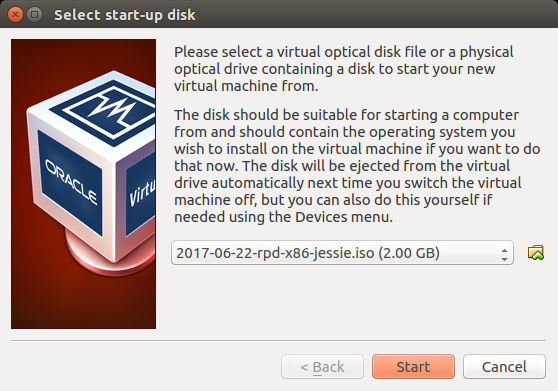 Select start-up disk
Please select a virtual optical disk file or a physical
optical drive containing a disk to start your new
virtual machine from.
The disk should be suitable for starting a computer
from and should contain the operating system you
wish to install on the virtual machine if you want to do
that now. The disk will be ejected from the virtual
drive automatically next time you switch the virtual
machine off, but you can also do this yourself if
needed using the Devices menu.
ORACLE
Virtu
2017-06-22-rpd-x86-jessie.iso (2.00 GB)
< Back
Start
Cancel